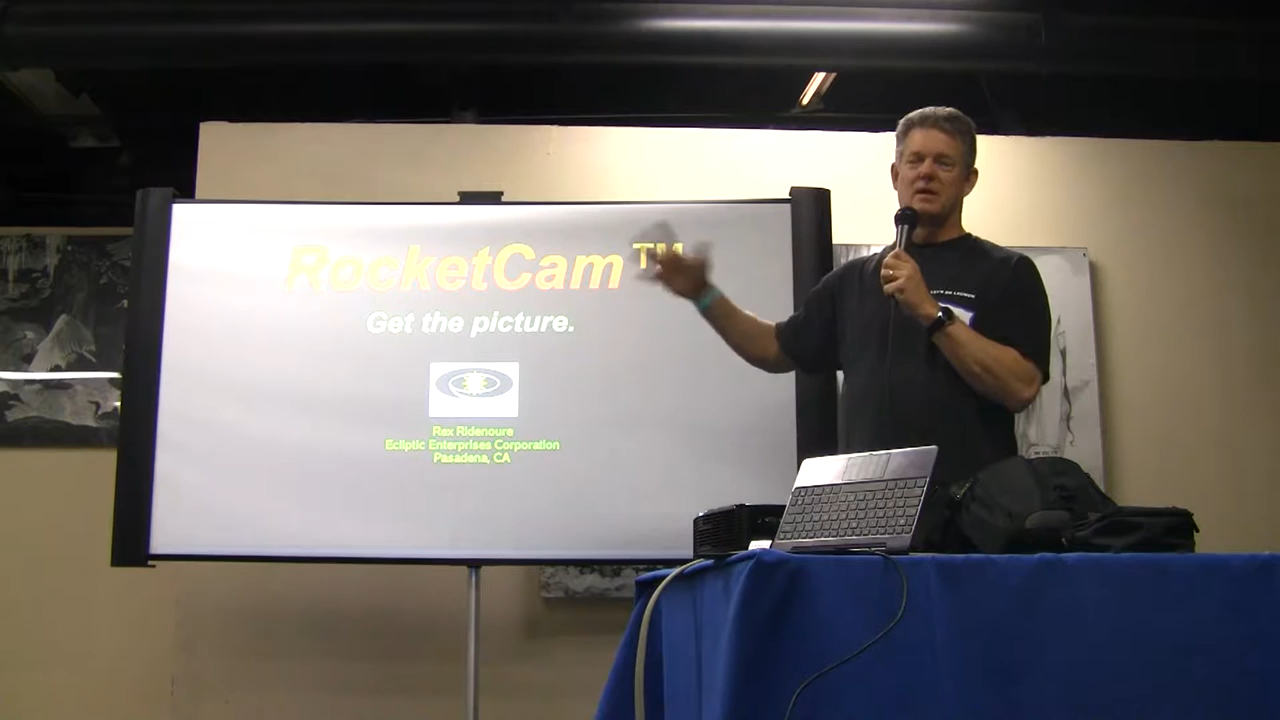 RocketCam™
Get the picture.
Rex Ridenoure
Ecliptic Enterprises Corporation
Pasadena, CA